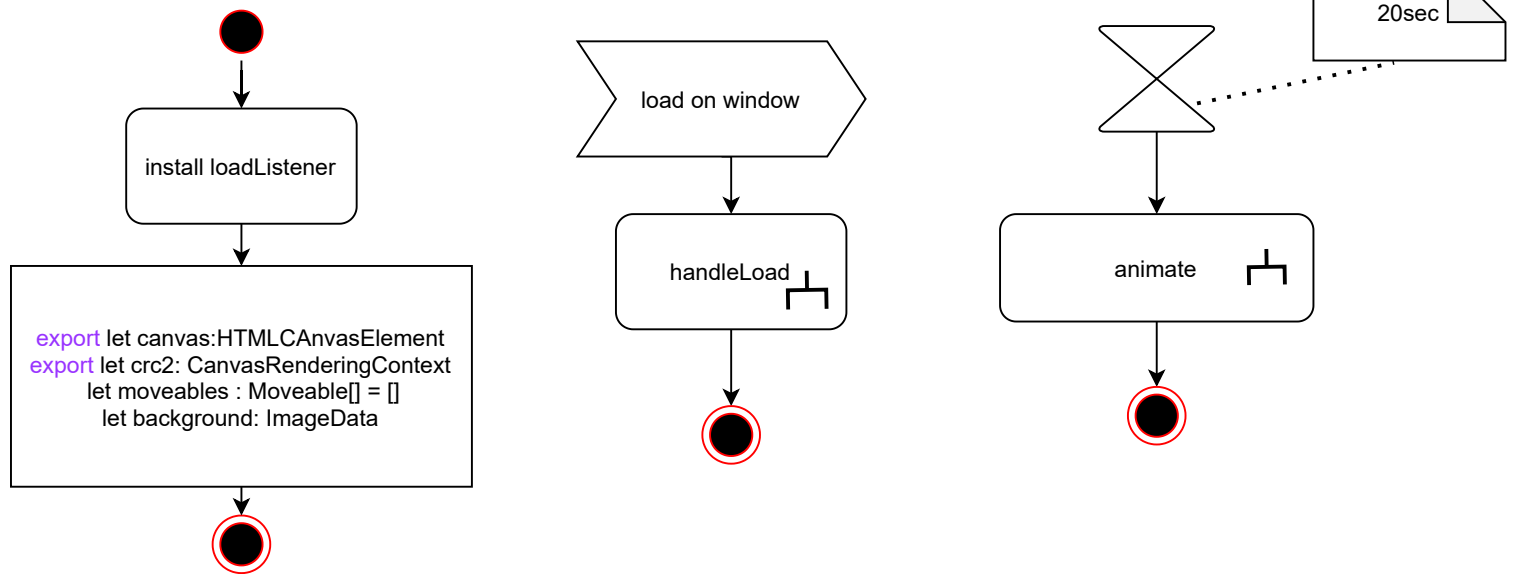 install loadListener
export let canvas:HTMLCAnvasElement
export let crc2: CanvasRenderingContext
let moveables : Moveable[] = []
let background: ImageData
load on window
handleLoad
20sec
animate